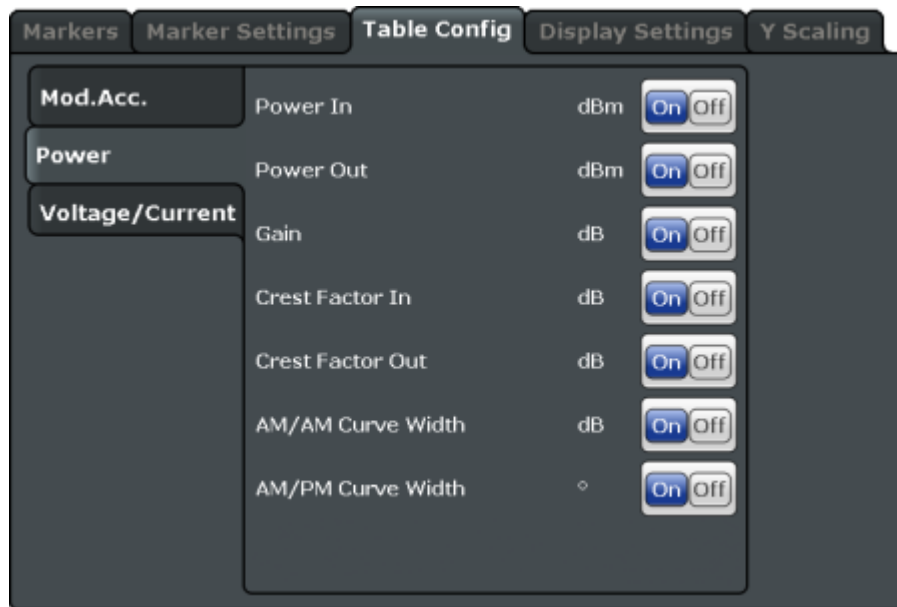 Markers Marker Settings Table Config Display Settings Y Scaling
Mod.Acc.
Power
Voltage/Current
Power In dBm On Off
Power Out dBm On Off
Gain dB On Off
Crest Factor In dB On Off
Crest Factor Out dB On Off
AM/AM Curve Width dB On Off
AM/PM Curve Width ° On Off